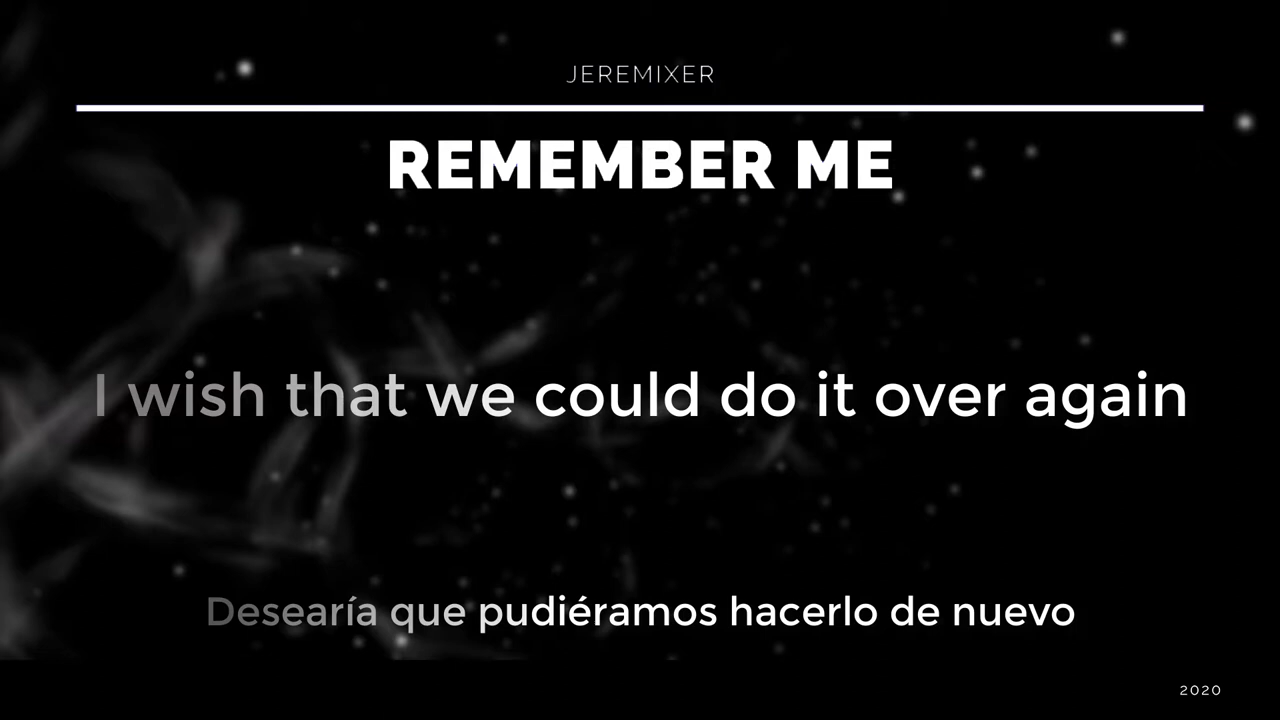 JEREMIXER
REMEMBER ME
I wish that we could do it over again
Desearía que pudiéramos hacerlo de nuevo
2020